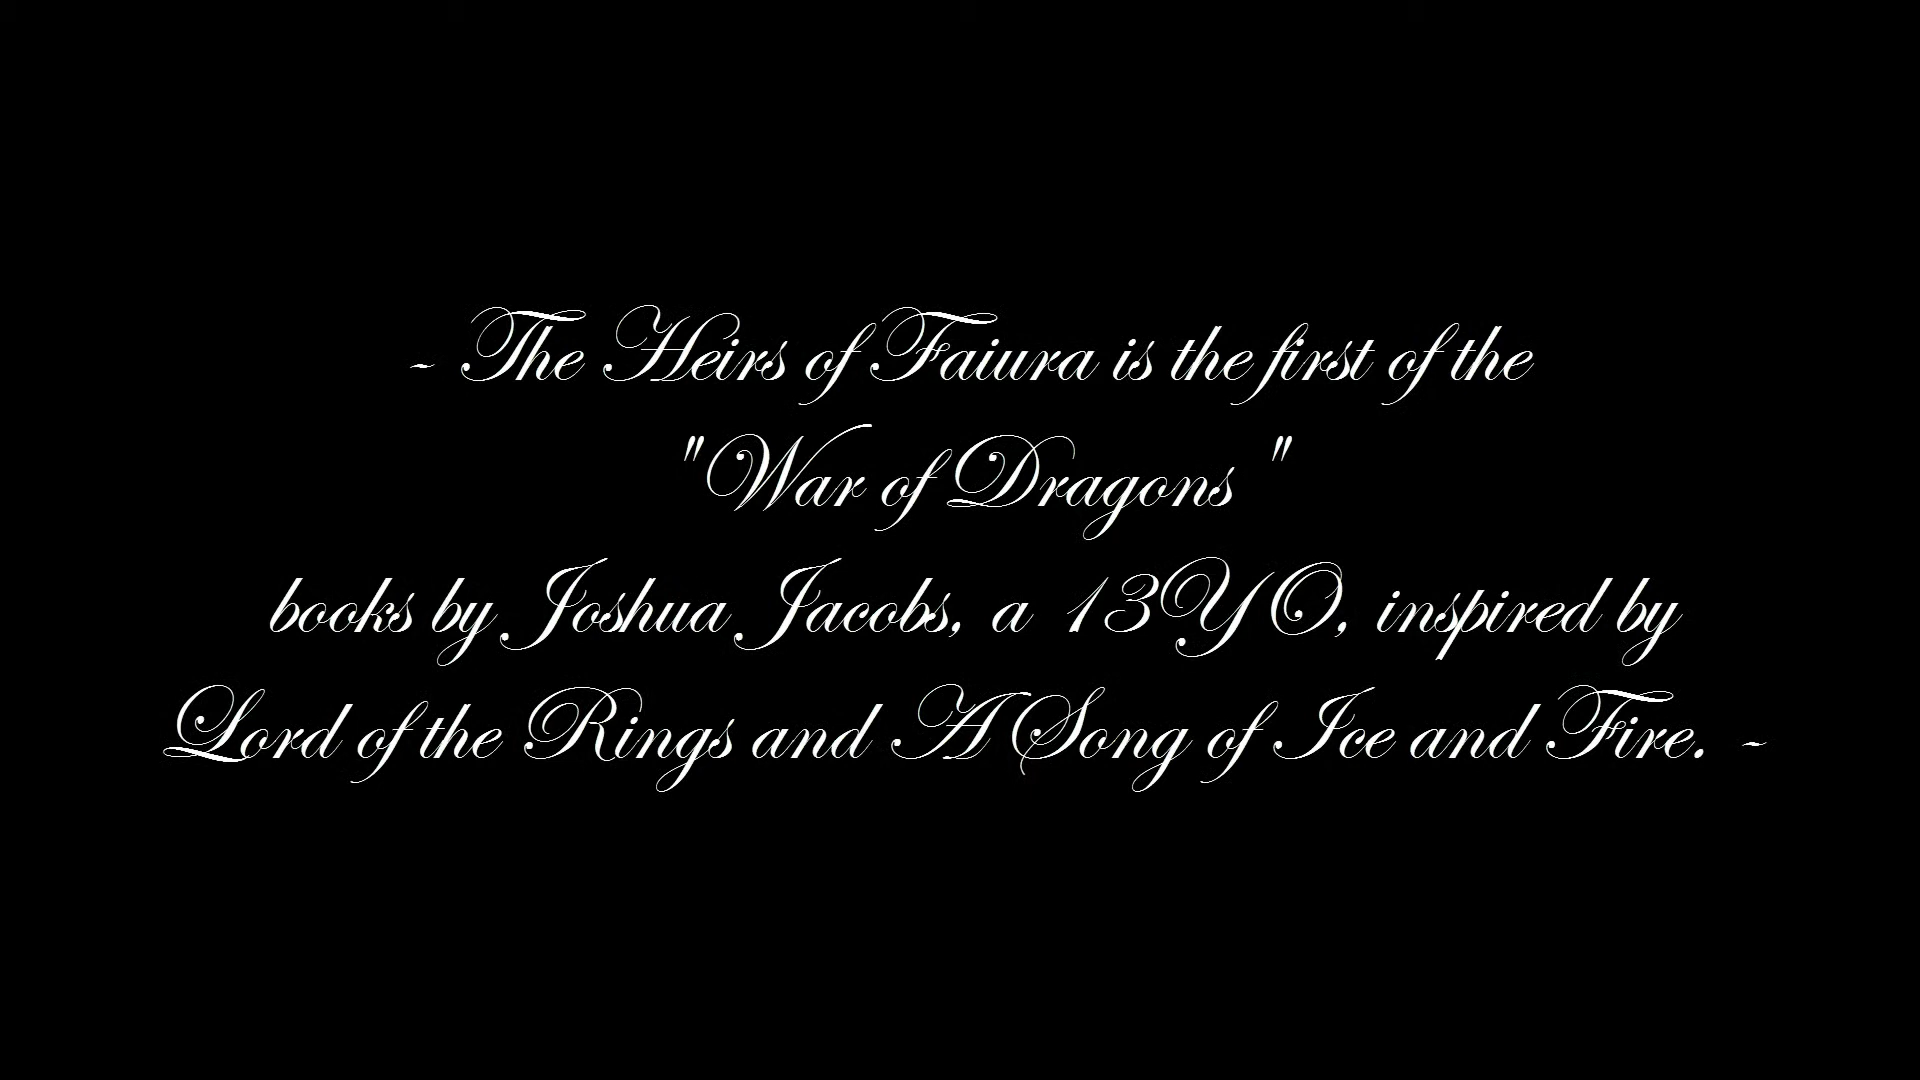 - The Heirs of Faiura is the first of the
"War of Dragons "
books by Joshua Jacobs, a 13YO, inspired by
Lord of the Rings and A Song of Ice and Fire. -